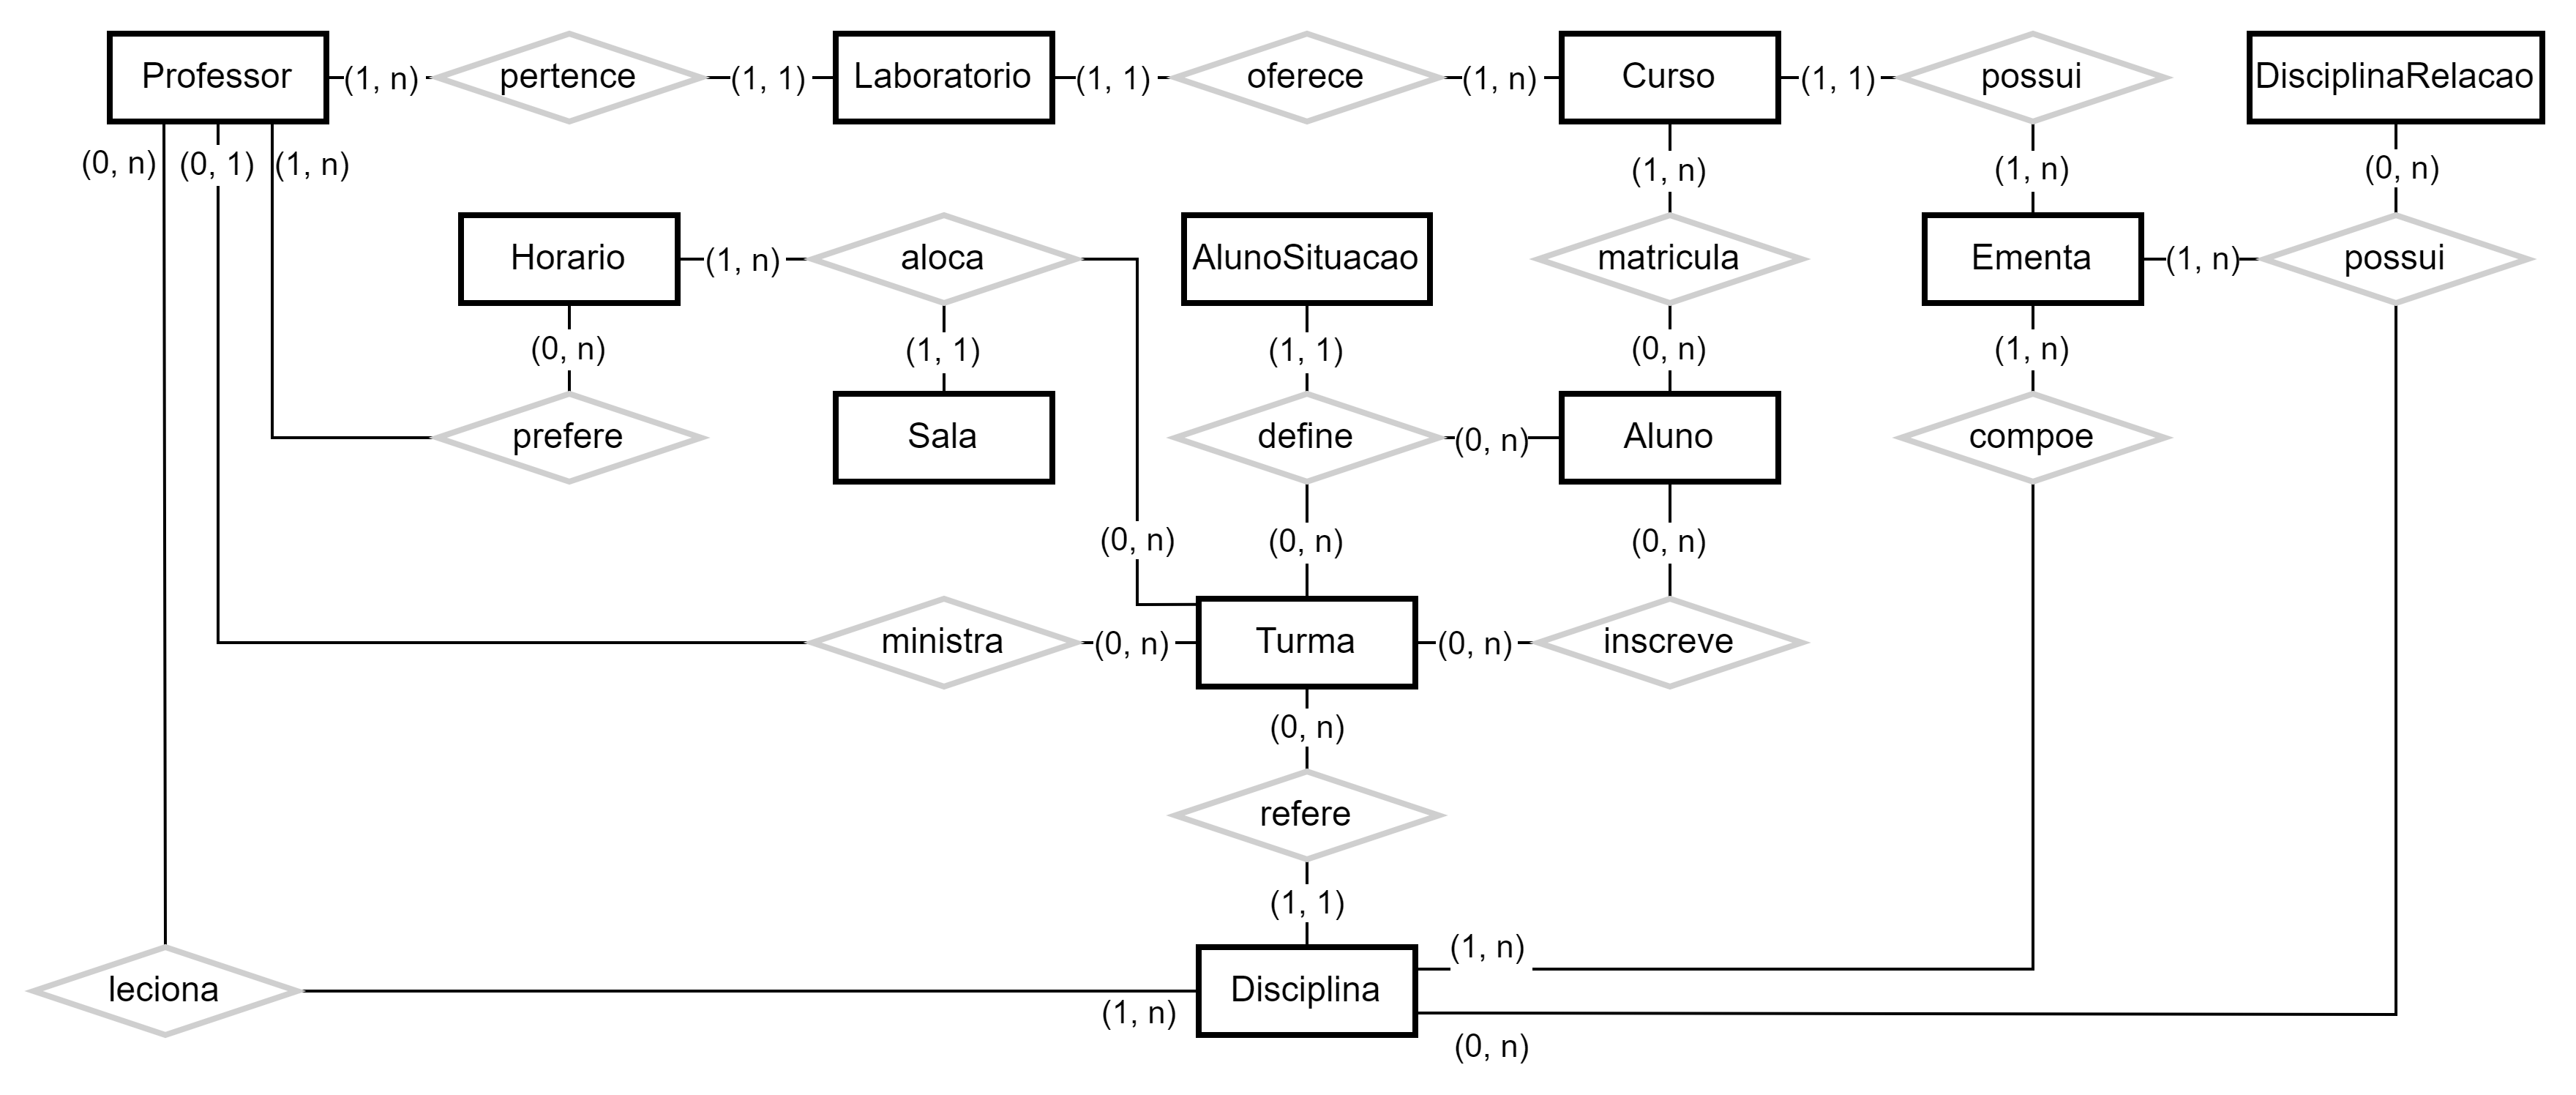 Professor (1, n) pertence (1, 1) Laboratorio (1, 1) oferece (1, n) Curso (1, 1) possui DisciplinaRelacao
(0, n) (0, 1) (1, n) (1, n) (1, n) (0, n)
Horario (1, n) aloca AlunoSituacao matricula Ementa (1, n) possui
(0, n) (1, 1) (1, 1) (0, n) (1, n)
prefere Sala define (0, n) Aluno compoe
(0, n) (0, n) (0, n)
ministra (0, n) Turma (0, n) inscreve
(0, n)
refere
(1, 1)
(1, n)
leciona Disciplina
(1, n)
(0, n)